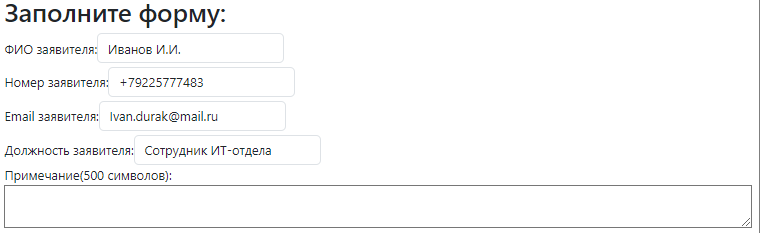 Заполните форму:
ФИО заявителя: Иванов И.И.
Номер заявителя: +79225777483
Email заявителя: Ivan.durak@mail.ru
Должность заявителя: Сотрудник ИТ-отдела
Примечание(500 символов):